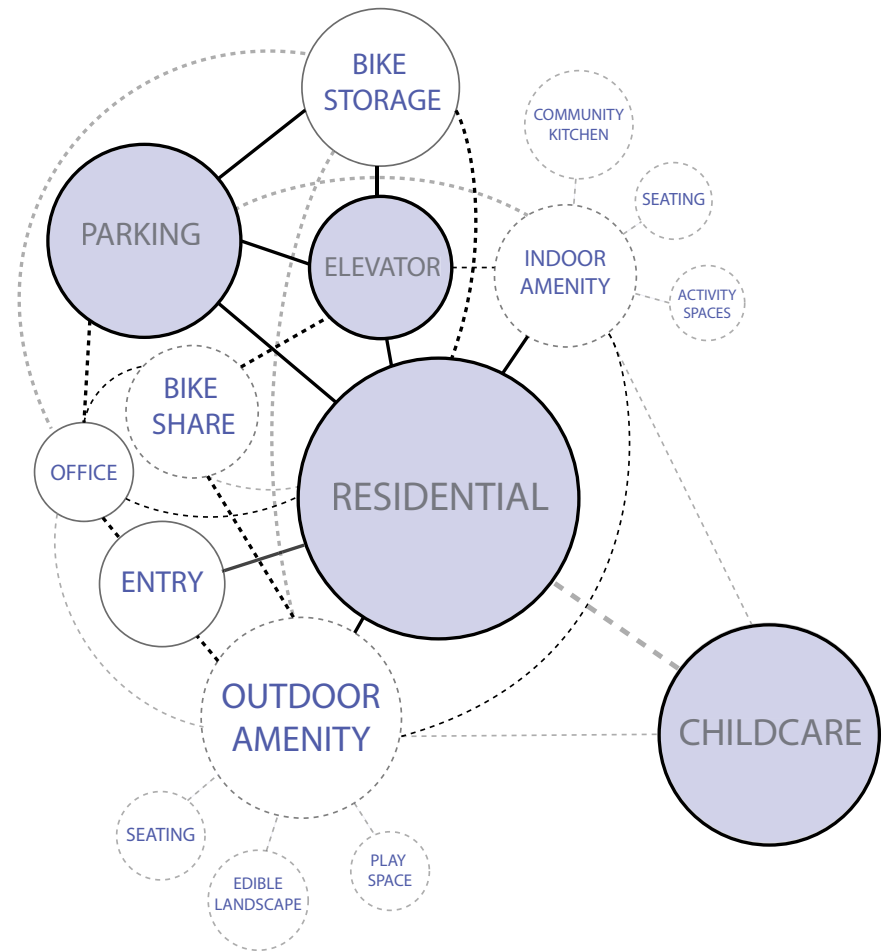 BIKE
STORAGE
COMMUNITY
KITCHEN
SEATING
PARKING
ELEVATOR
INDOOR
AMENITY
ACTIVITY
SPACES
BIKE
SHARE
OFFICE
RESIDENTIAL
ENTRY
OUTDOOR
AMENITY
CHILDCARE
SEATING
PLAY
SPACE
EDIBLE
LANDSCAPE